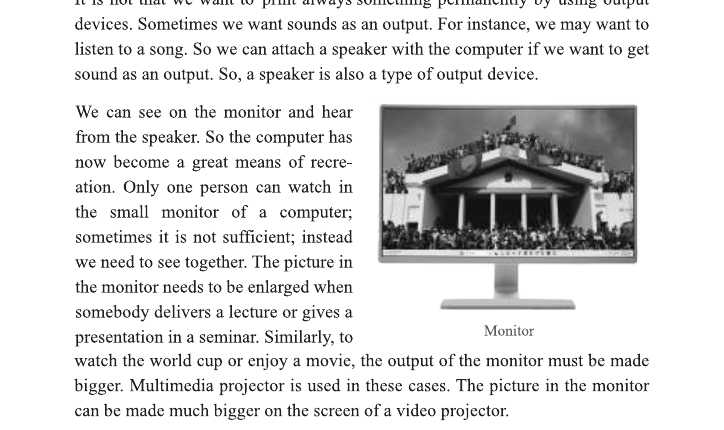 It is not that we want to print always something permanently by using output
devices. Sometimes we want sounds as an output. For instance, we may want to
listen to a song. So we can attach a speaker with the computer if we want to get
sound as an output. So, a speaker is also a type of output device.
We can see on the monitor and hear
from the speaker. So the computer has
now become a great means of recre-
ation. Only one person can watch in
the small monitor of a computer;
sometimes it is not sufficient; instead
we need to see together. The picture in
the monitor needs to be enlarged when
somebody delivers a lecture or gives a
presentation in a seminar. Similarly, to
Monitor
watch the world cup or enjoy a movie, the output of the monitor must be made
bigger. Multimedia projector is used in these cases. The picture in the monitor
can be made much bigger on the screen of a video projector.